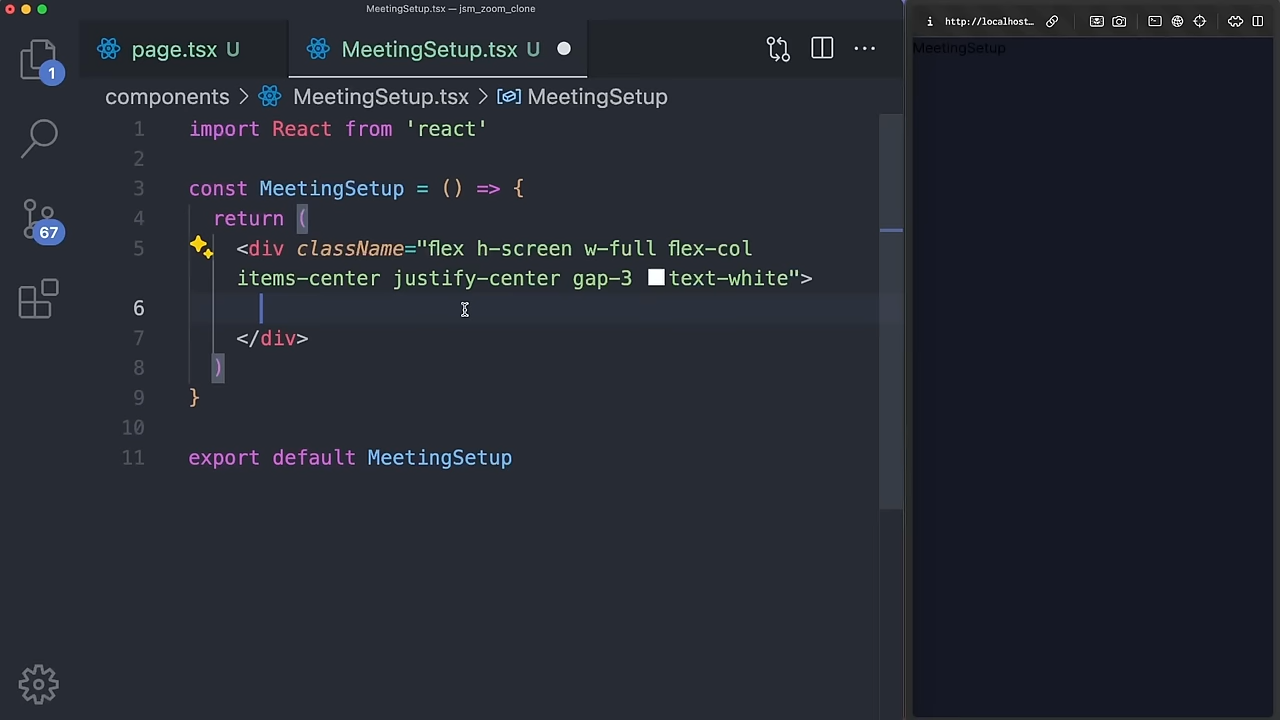 MeetingSetup.tsx — jsm_zoom_clone
http://localhost...
page.tsx U
MeetingSetup.tsx U
MeetingSetup
1
components > MeetingSetup.tsx > MeetingSetup
1 import React from 'react'
2
3 const MeetingSetup = () => {
4 return (
5 <div className="flex h-screen w-full flex-col
items-center justify-center gap-3 text-white">
6
7 </div>
8 )
9 }
10
11 export default MeetingSetup
67